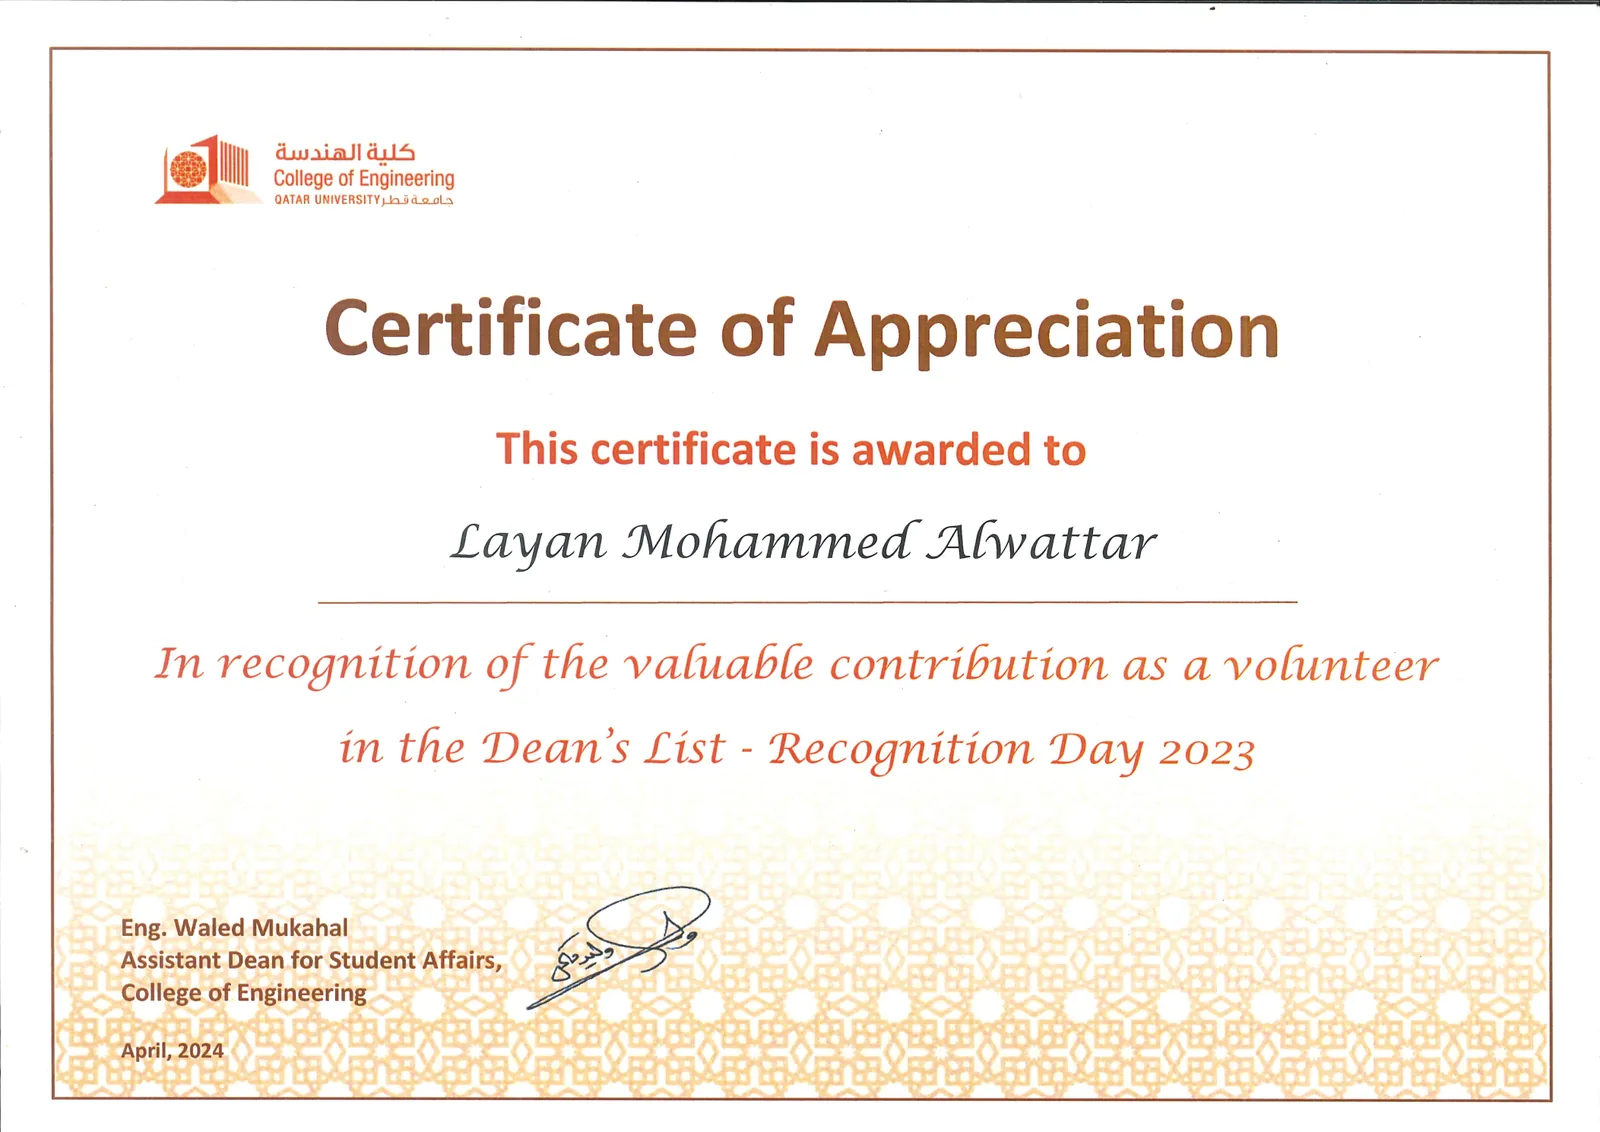 كلية الهندسة
College of Engineering
QATAR UNIVERSITY جامعة قطر
Certificate of Appreciation
This certificate is awarded to
Layan Mohammed Alwattar
In recognition of the valuable contribution as a volunteer
in the Dean's List - Recognition Day 2023
Eng. Waled Mukahal
Assistant Dean for Student Affairs,
College of Engineering
April, 2024